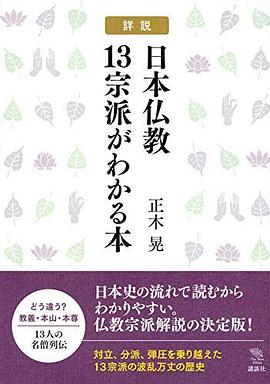 詳説
日本仏教
13宗派がわかる本
正木 晃
どう違う?
教義・本山・本尊
13人の
名僧列伝
日本史の流れで読むから
わかりやすい。
仏教宗派解説の決定版!
対立、分派、弾圧を乗り越えた
13宗派の波乱万丈の歴史
講談社